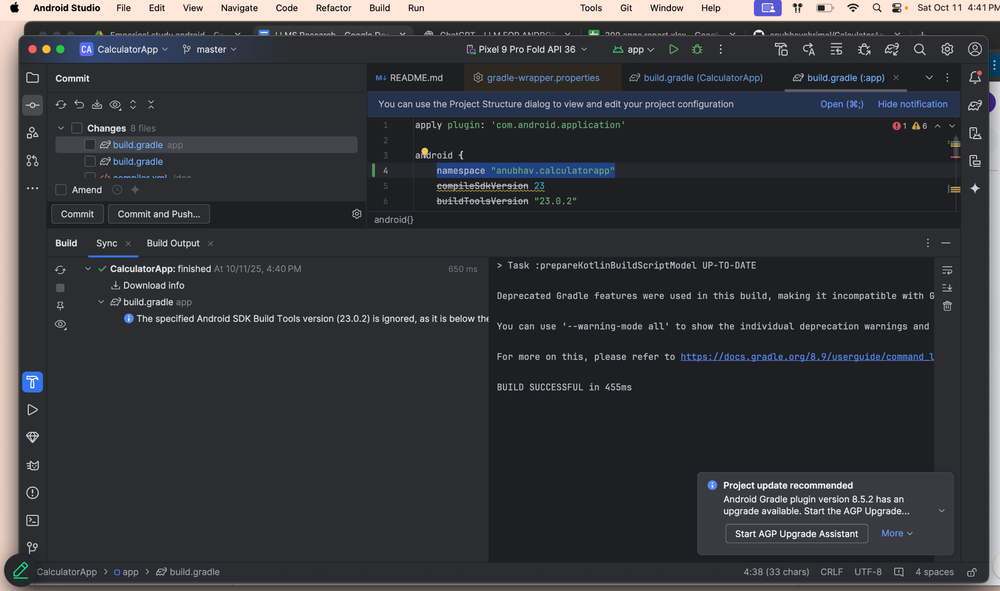 Android Studio File Edit View Navigate Code Refactor Build Run Tools Git Window Help Sat Oct 11 4:41 PM
CA CalculatorApp master Pixel 9 Pro Fold API 36 app
Commit
README.md gradle-wrapper.properties build.gradle (CalculatorApp) build.gradle (:app)
You can use the Project Structure dialog to view and edit your project configuration Open (⌘;) Hide notification
Changes 8 files
build.gradle app
build.gradle
compiler.xml .idea
Amend
Commit Commit and Push...
1 apply plugin: 'com.android.application' 1 6
2
3 android {
4 namespace "anubhav.calculatorapp"
5 compileSdkVersion 23
6 buildToolsVersion "23.0.2"
android{}
Build Sync Build Output
CalculatorApp: finished At 10/11/25, 4:40 PM 650 ms
Download info
build.gradle app
The specified Android SDK Build Tools version (23.0.2) is ignored, as it is below the
> Task :prepareKotlinBuildScriptModel UP-TO-DATE
Deprecated Gradle features were used in this build, making it incompatible with G
You can use '--warning-mode all' to show the individual deprecation warnings and
For more on this, please refer to https://docs.gradle.org/8.9/userguide/command_l
BUILD SUCCESSFUL in 455ms
Project update recommended
Android Gradle plugin version 8.5.2 has an
upgrade available. Start the AGP Upgrade...
Start AGP Upgrade Assistant More
CalculatorApp > app > build.gradle 4:38 (33 chars) CRLF UTF-8 4 spaces